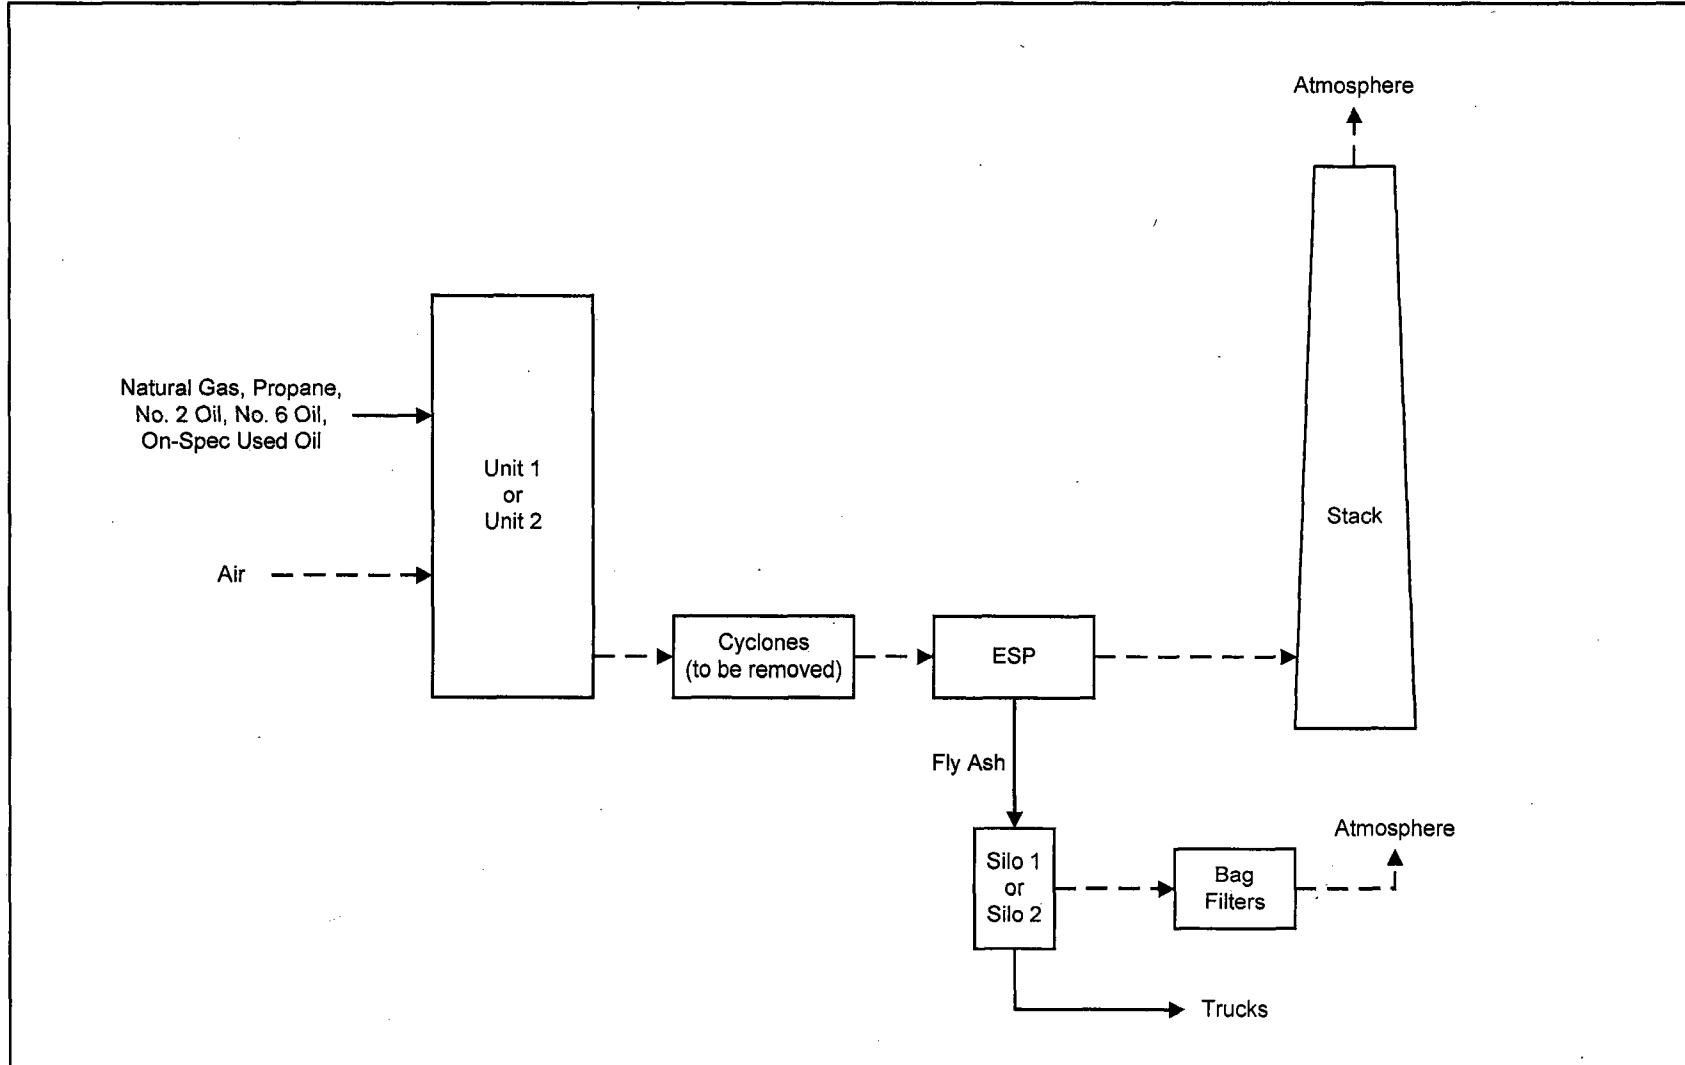 Atmosphere
Natural Gas, Propane,
No. 2 Oil, No. 6 Oil,
On-Spec Used Oil
Unit 1
or
Unit 2
Stack
Air
Cyclones
(to be removed)
ESP
Fly Ash
Atmosphere
Silo 1
or
Silo 2
Bag
Filters
Trucks